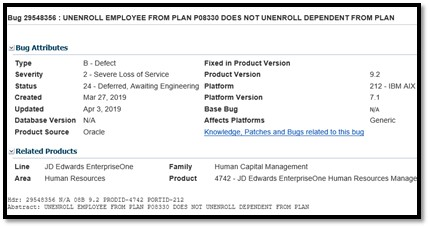 Bug 29548356 : UNENROLL EMPLOYEE FROM PLAN P08330 DOES NOT UNENROLL DEPENDENT FROM PLAN
Bug Attributes
Type B - Defect Fixed in Product Version
Severity 2 - Severe Loss of Service Product Version 9.2
Status 24 - Deferred, Awaiting Engineering Platform 212 - IBM AIX
Created Mar 27, 2019 Platform Version 7.1
Updated Apr 3, 2019 Base Bug N/A
Database Version N/A Affects Platforms Generic
Product Source Oracle Knowledge, Patches and Bugs related to this bug
Related Products
Line JD Edwards EnterpriseOne Family Human Capital Management
Area Human Resources Product 4742 - JD Edwards EnterpriseOne Human Resources Manage
Hdr: 29548356 N/A 08B 9.2 PRODID-4742 PORTID-212
Abstract: UNENROLL EMPLOYEE FROM PLAN P08330 DOES NOT UNENROLL DEPENDENT FROM PLAN